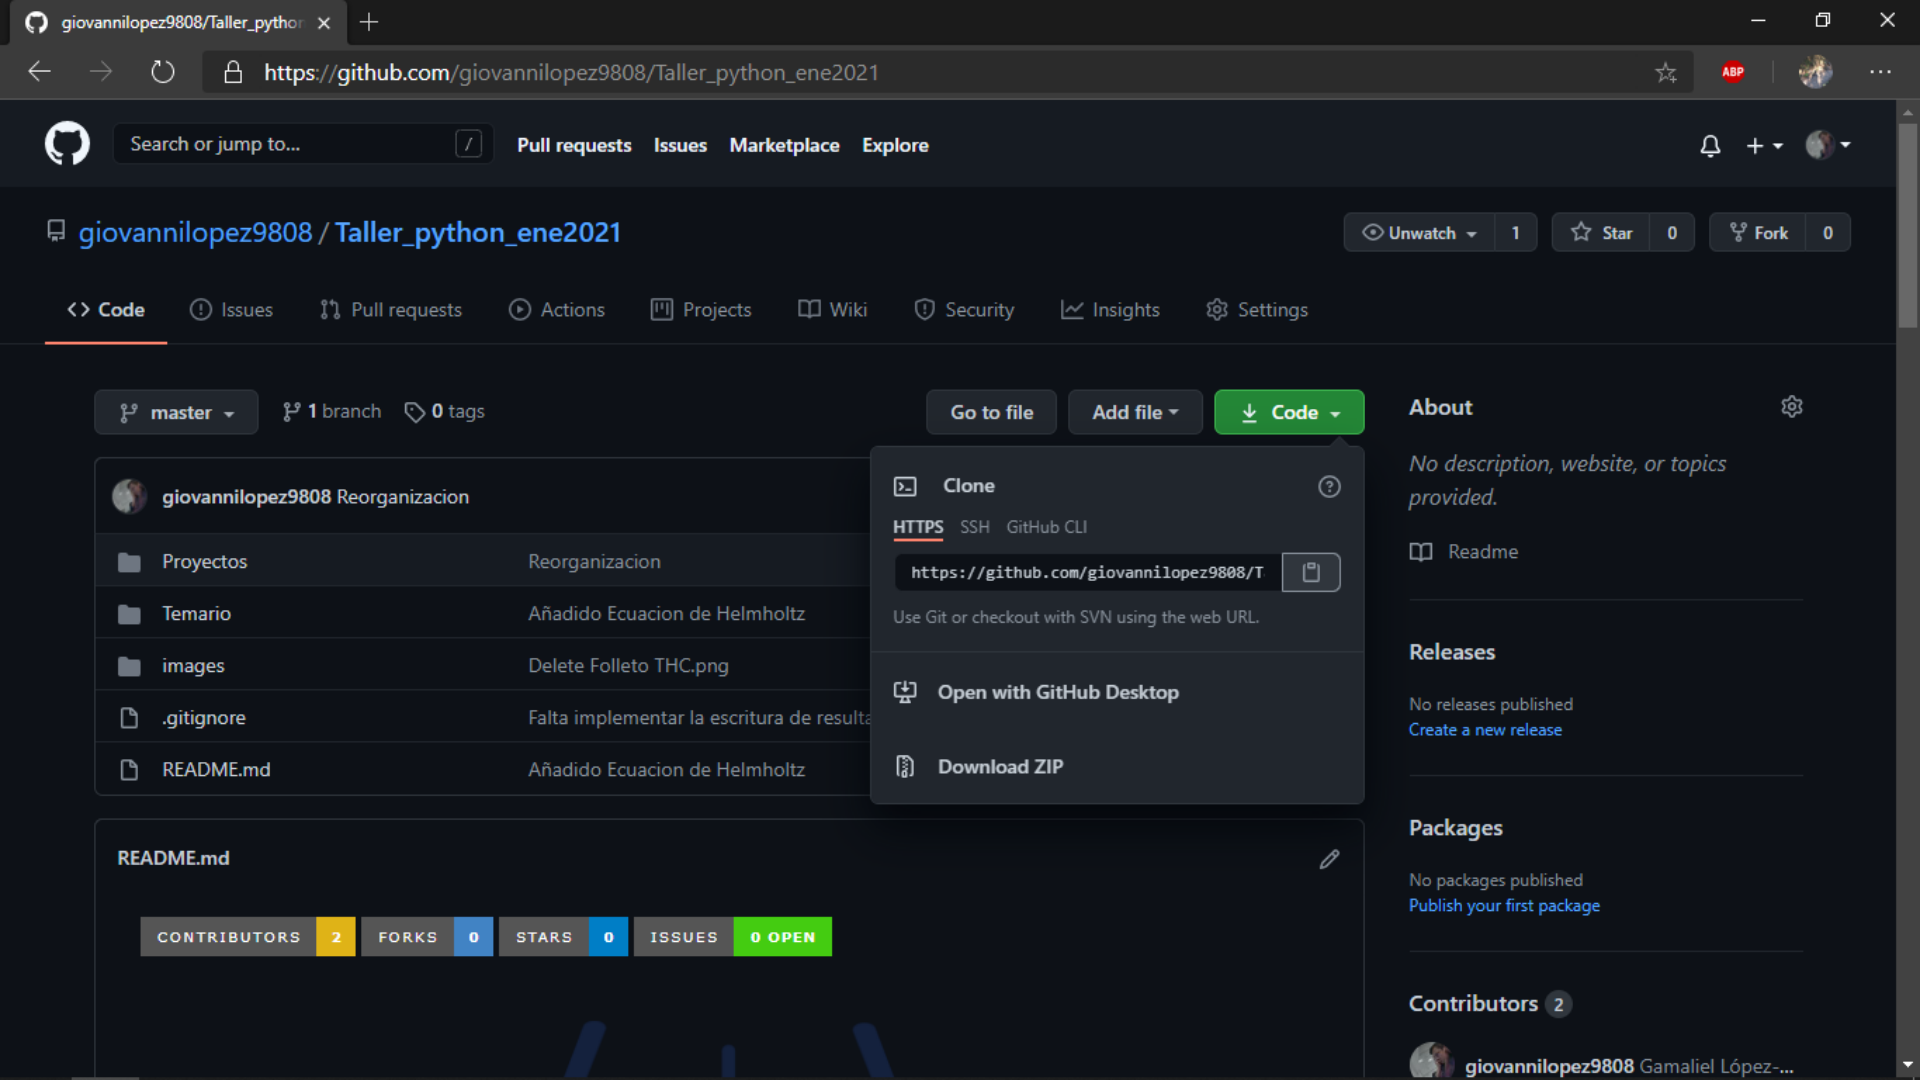 giovannilopez9808/Taller_python
https://github.com/giovannilopez9808/Taller_python_ene2021
ABP
Search or jump to...
/
Pull requests
Issues
Marketplace
Explore
giovannilopez9808 / Taller_python_ene2021
Unwatch
1
Star
0
Fork
0
Code
Issues
Pull requests
Actions
Projects
Wiki
Security
Insights
Settings
master
1 branch
0 tags
Go to file
Add file
Code
giovannilopez9808 Reorganizacion
Proyectos
Reorganizacion
Temario
Añadido Ecuacion de Helmholtz
images
Delete Folleto THC.png
.gitignore
Falta implementar la escritura de resulta
README.md
Añadido Ecuacion de Helmholtz
Clone
HTTPS
SSH
GitHub CLI
https://github.com/giovannilopez9808/T
Use Git or checkout with SVN using the web URL.
Open with GitHub Desktop
Download ZIP
About
No description, website, or topics
provided.
Readme
Releases
No releases published
Create a new release
Packages
No packages published
Publish your first package
Contributors 2
giovannilopez9808 Gamaliel López-...
README.md
CONTRIBUTORS 2
FORKS 0
STARS 0
ISSUES 0 OPEN